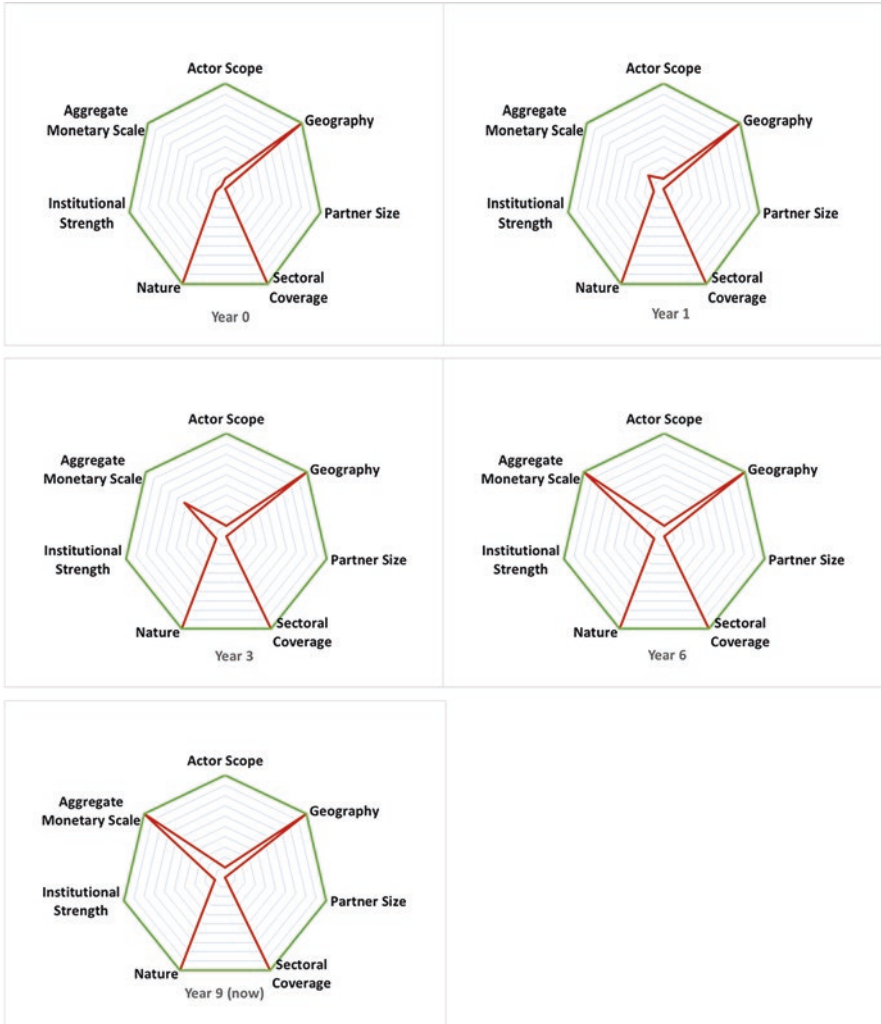 Actor Scope
Aggregate
Monetary Scale
Geography
Institutional
Strength
Partner Size
Nature
Sectoral
Coverage
Year 0
Actor Scope
Aggregate
Monetary Scale
Geography
Institutional
Strength
Partner Size
Nature
Sectoral
Coverage
Year 1
Actor Scope
Aggregate
Monetary Scale
Geography
Institutional
Strength
Partner Size
Nature
Sectoral
Coverage
Year 3
Actor Scope
Aggregate
Monetary Scale
Geography
Institutional
Strength
Partner Size
Nature
Sectoral
Coverage
Year 6
Actor Scope
Aggregate
Monetary Scale
Geography
Institutional
Strength
Partner Size
Nature
Sectoral
Coverage
Year 9 (now)